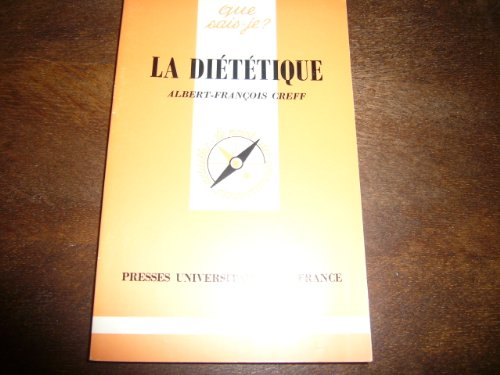 que
sais-je?
LA DIÉTÉTIQUE
ALBERT-FRANÇOIS CREFF
PRESSES FRANCE